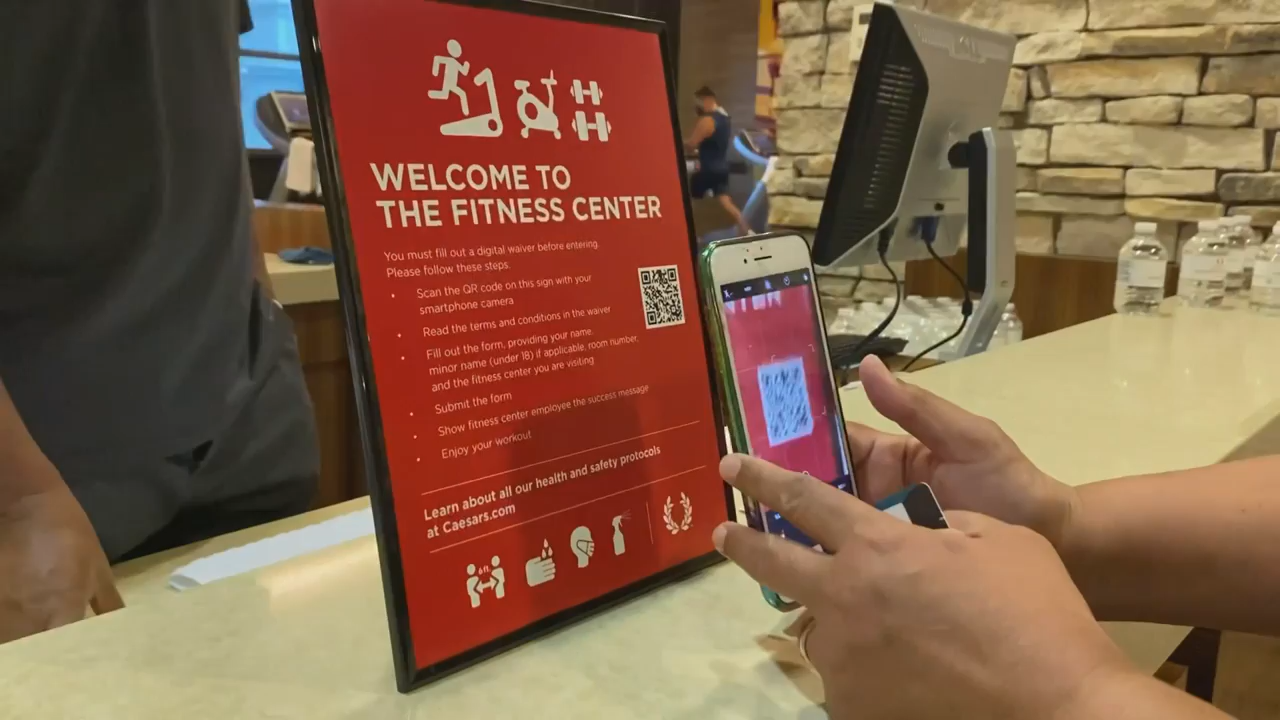 WELCOME TO
THE FITNESS CENTER
You must fill out a digital waiver before entering.
Please follow these steps:
• Scan the QR code on this sign with your
smartphone camera
• Read the terms and conditions in the waiver
• Fill out the form, providing your name,
minor name (under 18) if applicable, room number,
and the fitness center you are visiting
• Submit the form
• Show fitness center employee the success message
• Enjoy your workout
Learn about all our health and safety protocols
at Caesars.com
6 ft.